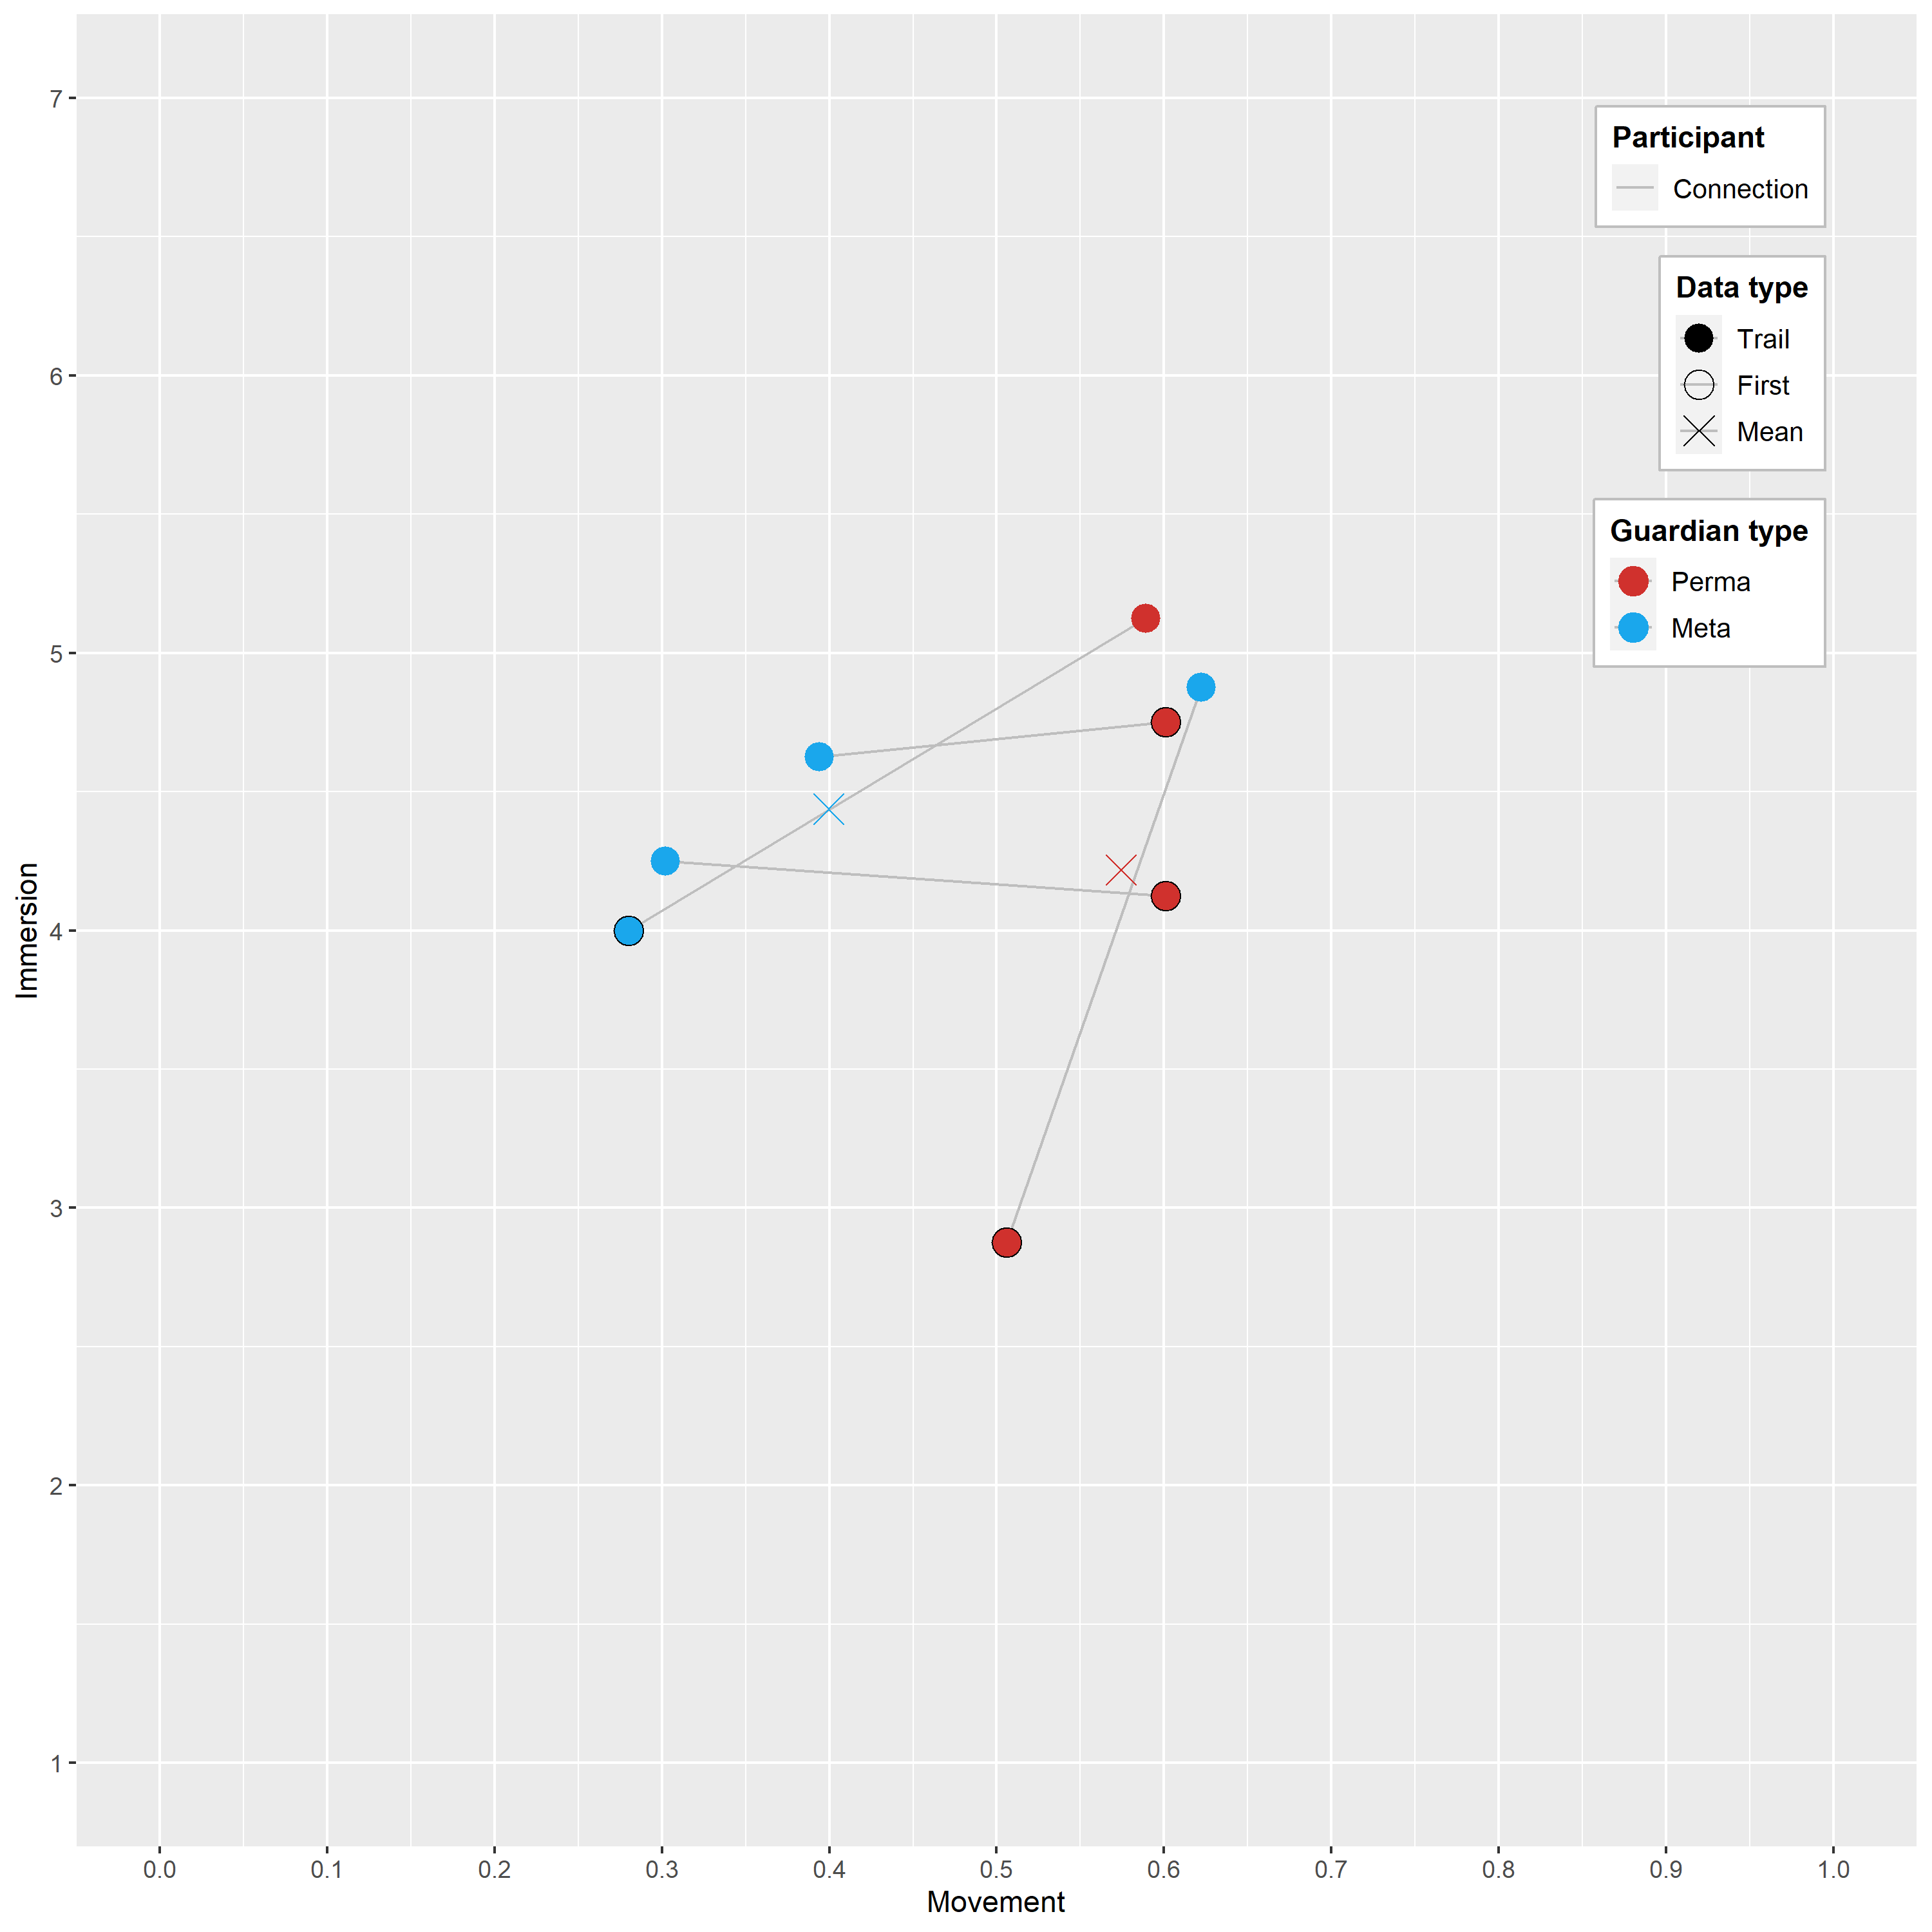 Participant
Connection
Data type
Trail
First
Mean
Guardian type
Perma
Meta
Immersion
7
6
5
4
3
2
1
0.0 0.1 0.2 0.3 0.4 0.5 0.6 0.7 0.8 0.9 1.0
Movement